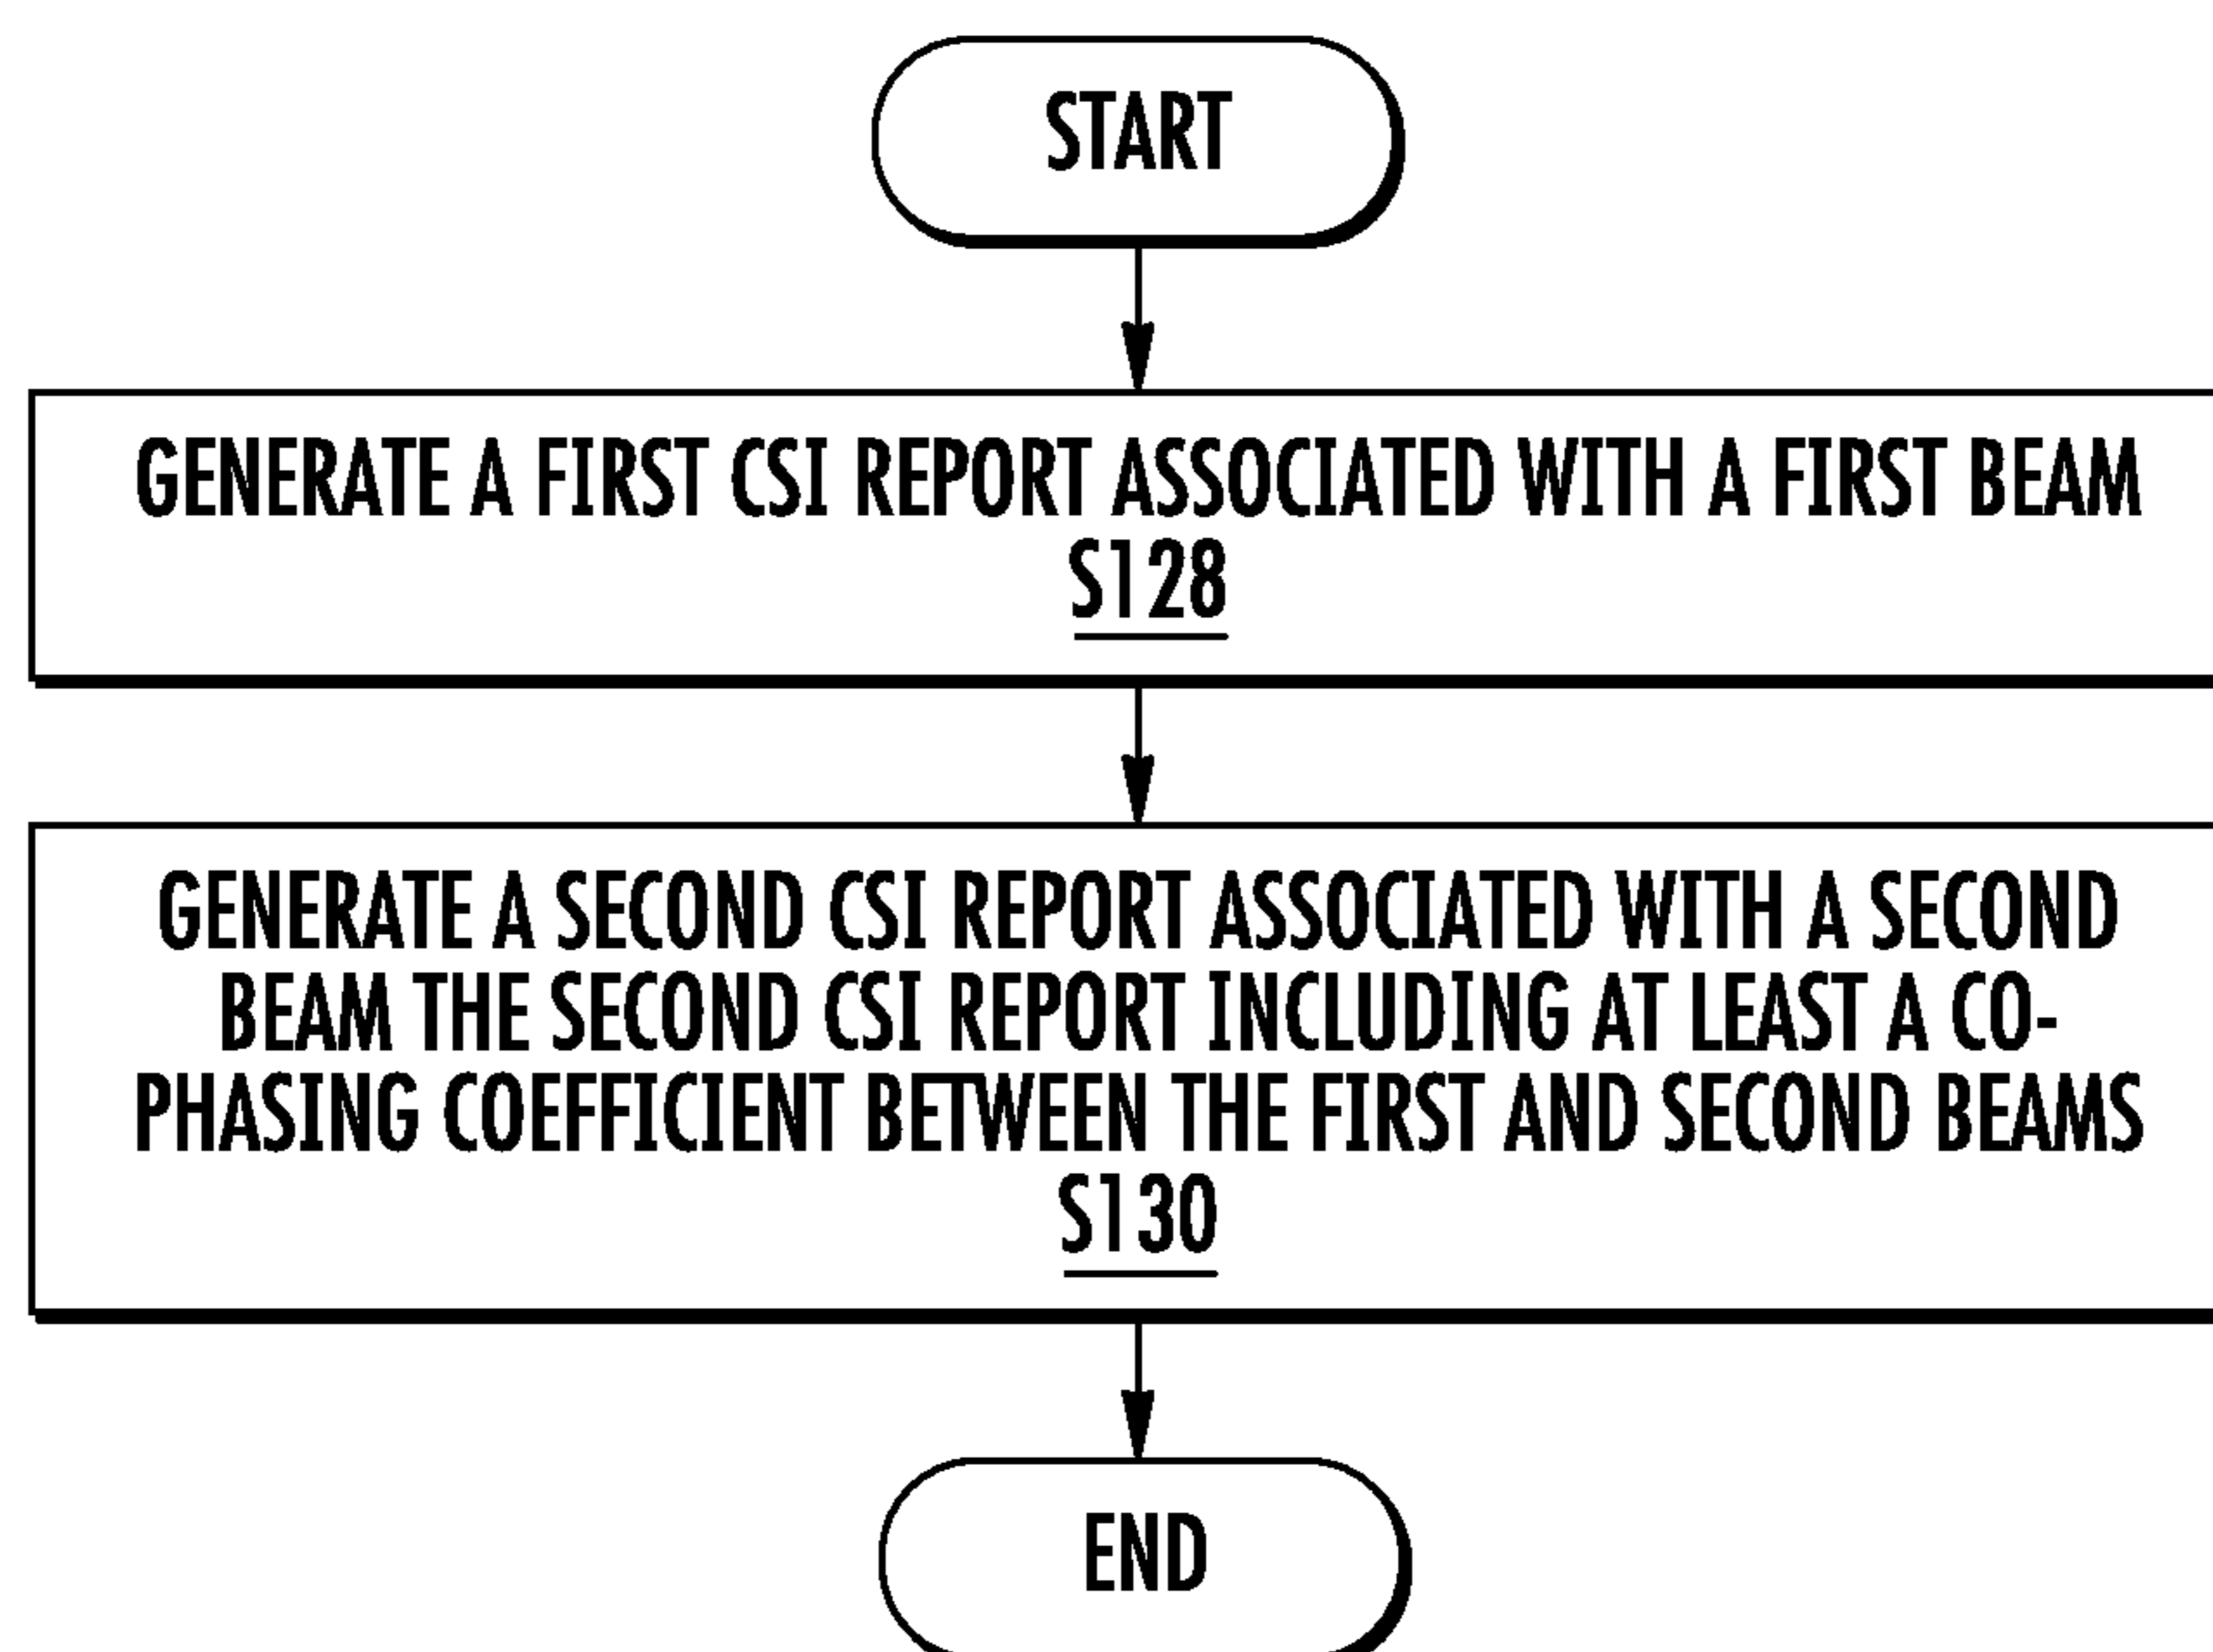 START
GENERATE A FIRST CSI REPORT ASSOCIATED WITH A FIRST BEAM
S128
GENERATE A SECOND CSI REPORT ASSOCIATED WITH A SECOND
BEAM THE SECOND CSI REPORT INCLUDING AT LEAST A CO-
PHASING COEFFICIENT BETWEEN THE FIRST AND SECOND BEAMS
S130
END